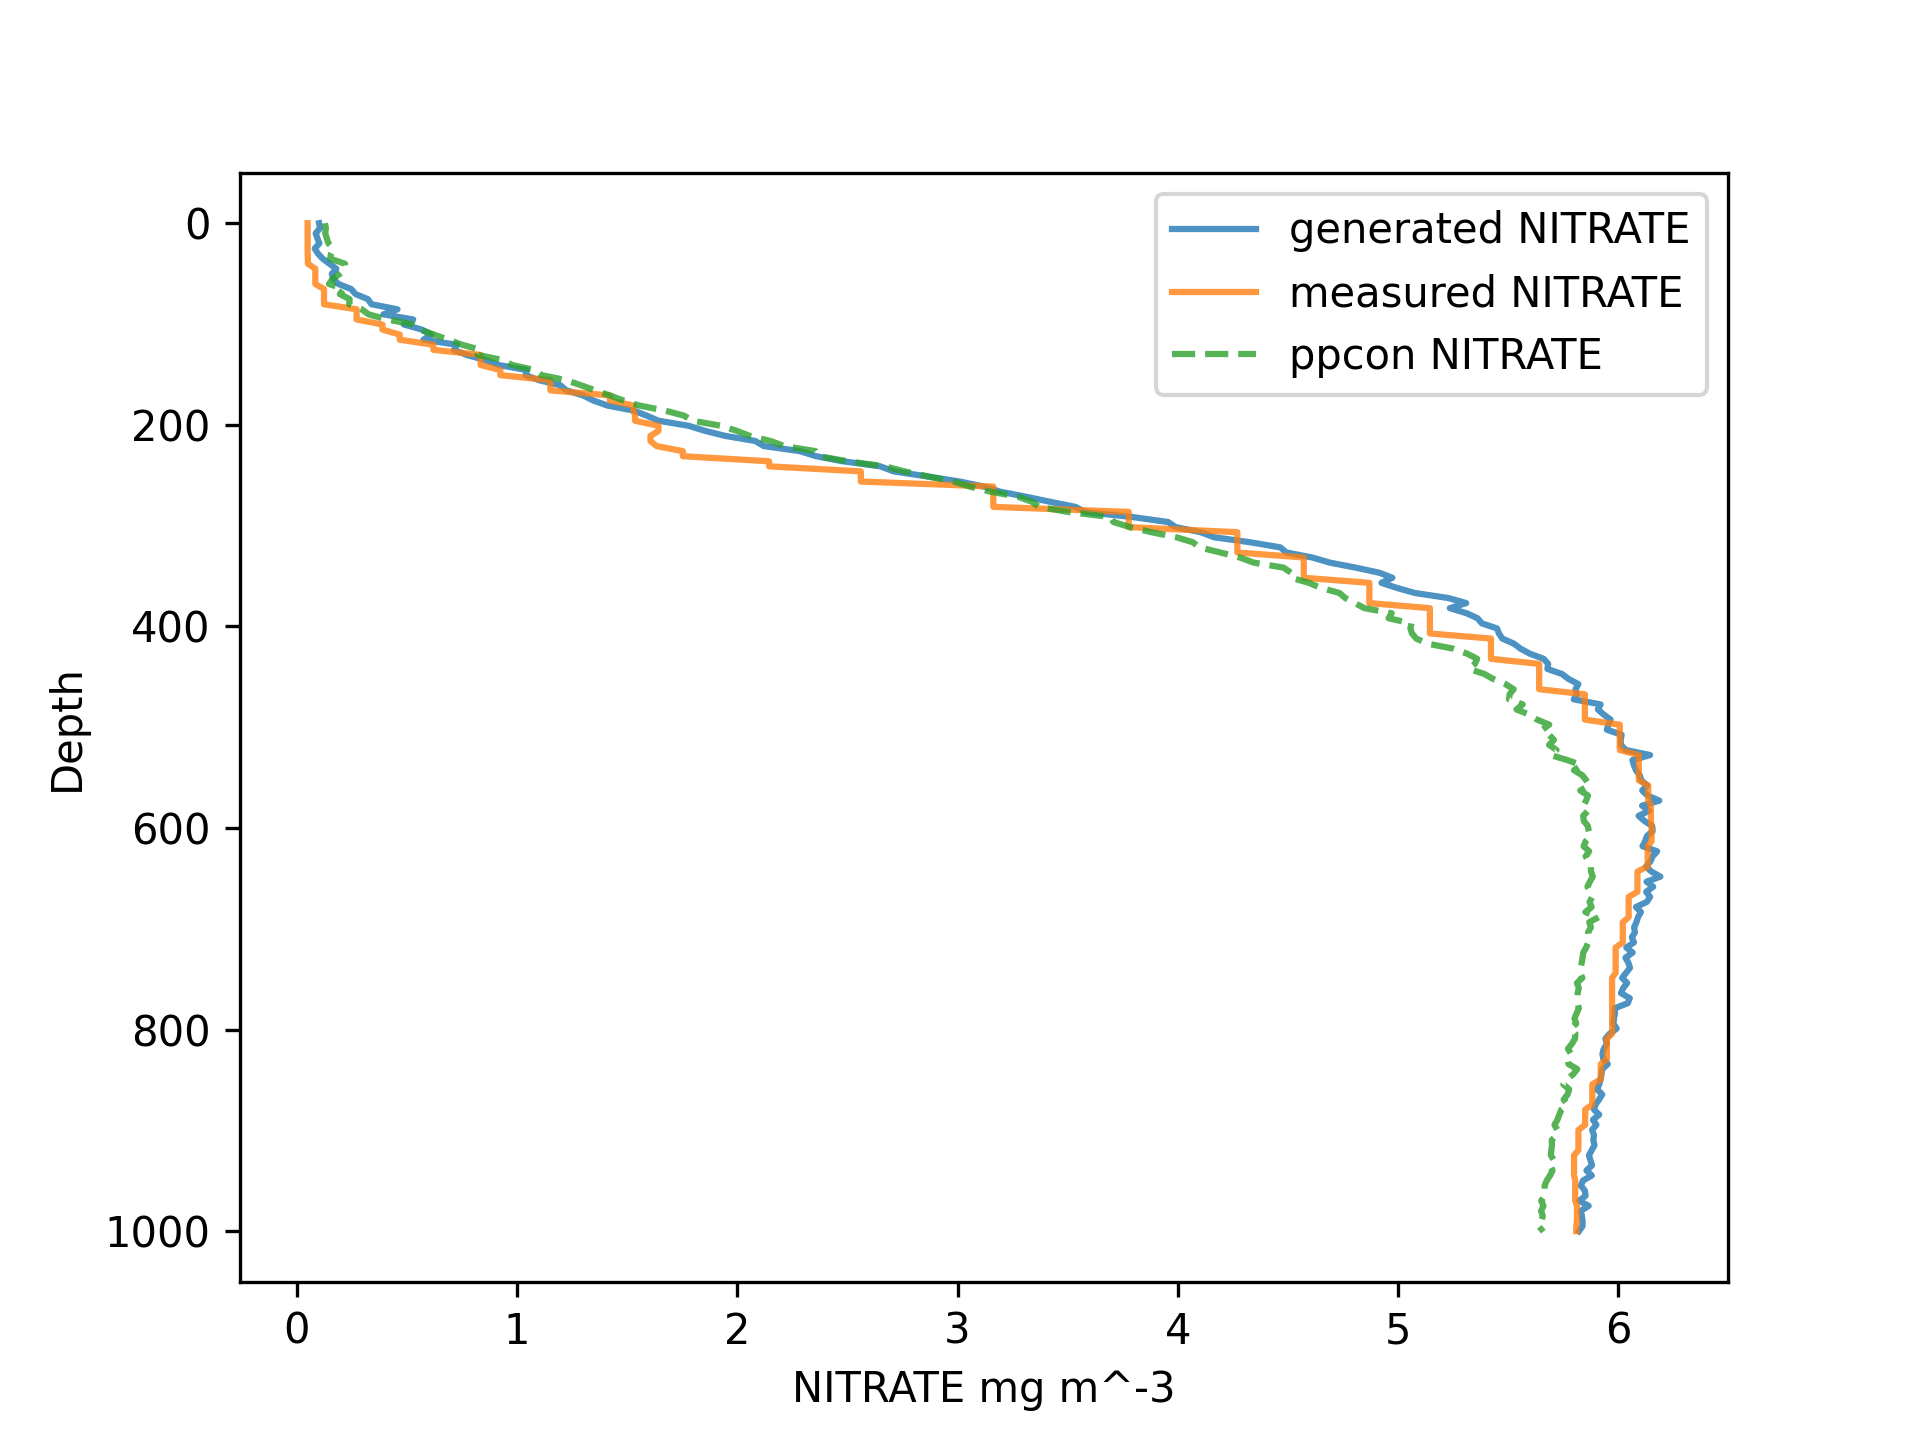 generated NITRATE
measured NITRATE
ppcon NITRATE
0
200
400
600
800
1000
Depth
0 1 2 3 4 5 6
NITRATE mg m^-3